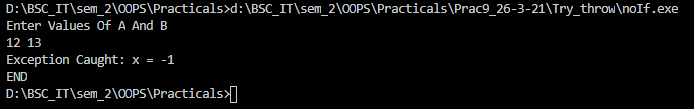 D:\BSC_IT\sem_2\OOPS\Practicals>d:\BSC_IT\sem_2\OOPS\Practicals\Prac9_26-3-21\Try_throw\noIf.exe
Enter Values Of A And B
12 13
Exception Caught: x = -1
END
D:\BSC_IT\sem_2\OOPS\Practicals>